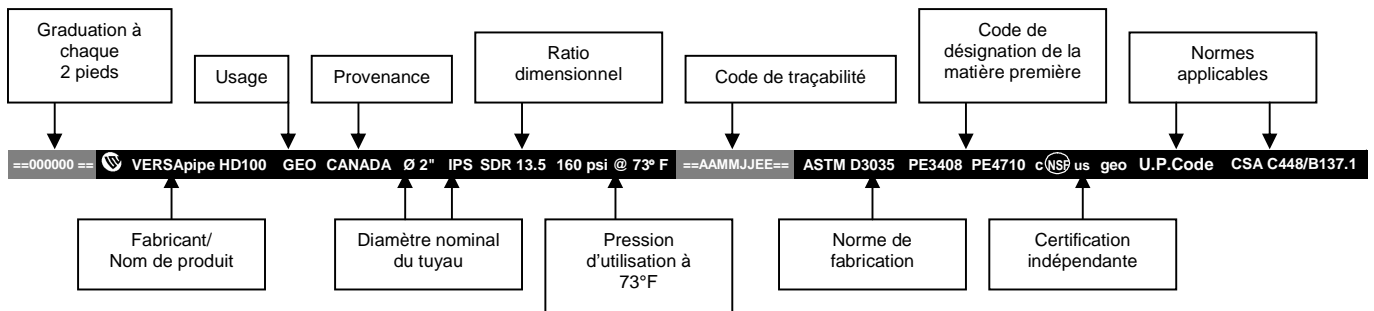 Graduation à
chaque
2 pieds
Usage
Provenance
Ratio
dimensionnel
Code de traçabilité
Code de
désignation de la
matière première
Normes
applicables
==000000 == VERSApipe HD100 GEO CANADA Ø 2" IPS SDR 13.5 160 psi @ 73º F ==AAMMJJEE== ASTM D3035 PE3408 PE4710 c NSF us geo U.P.Code CSA C448/B137.1
Fabricant/
Nom de produit
Diamètre nominal
du tuyau
Pression
d'utilisation à
73°F
Norme de
fabrication
Certification
indépendante